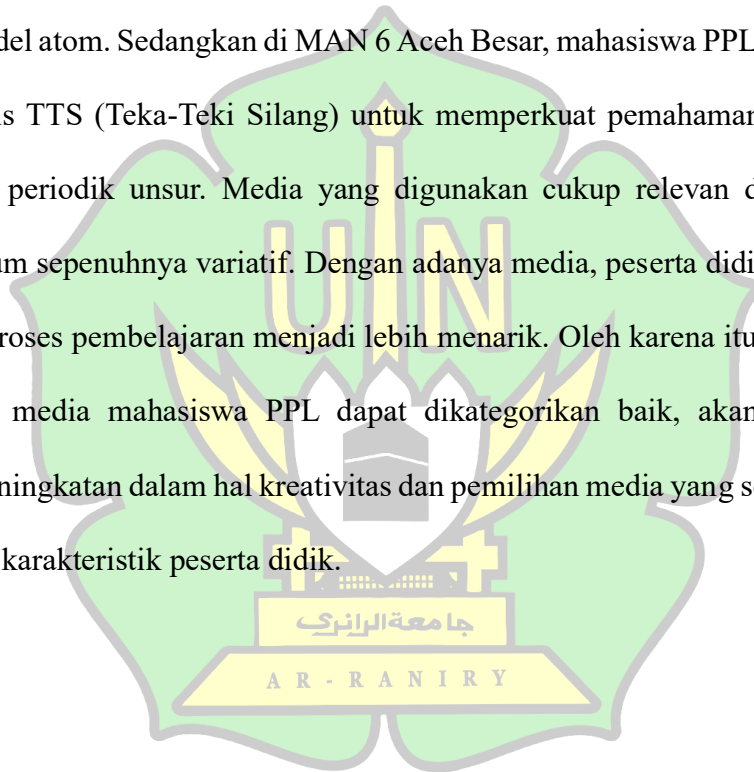 del atom. Sedangkan di MAN 6 Aceh Besar, mahasiswa PPL
s TTS (Teka-Teki Silang) untuk memperkuat pemahaman
periodik unsur. Media yang digunakan cukup relevan d
um sepenuhnya variatif. Dengan adanya media, peserta didi
UIN
roses pembelajaran menjadi lebih menarik. Oleh karena itu
media mahasiswa PPL dapat dikategorikan baik, akan
ningkatan dalam hal kreativitas dan pemilihan media yang s
karakteristik peserta didik.
جامعة الرانري
AR-RANIRY